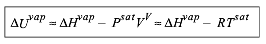 ΔU^vap = ΔH^vap − P^sat V^V ≈ ΔH^vap − RT^sat